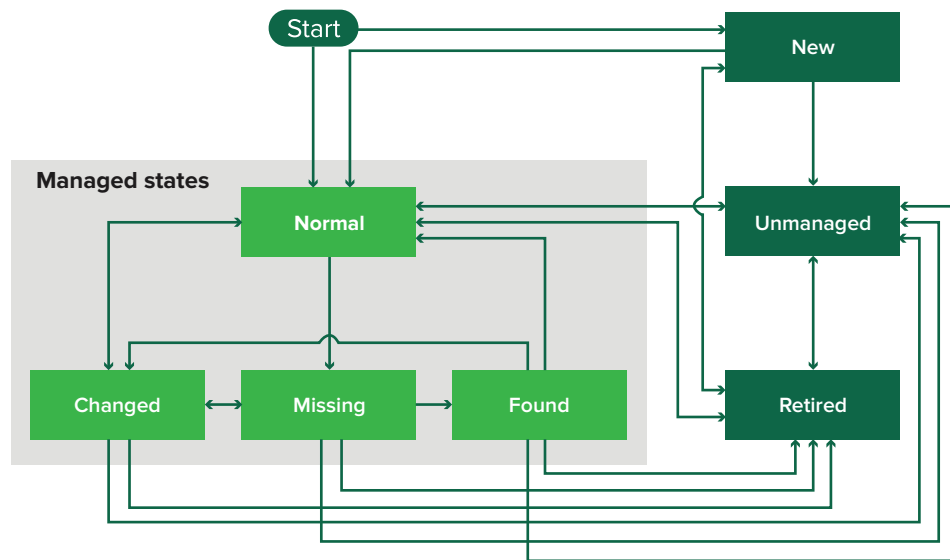 Start
New
Managed states
Normal
Unmanaged
Changed
Missing
Found
Retired